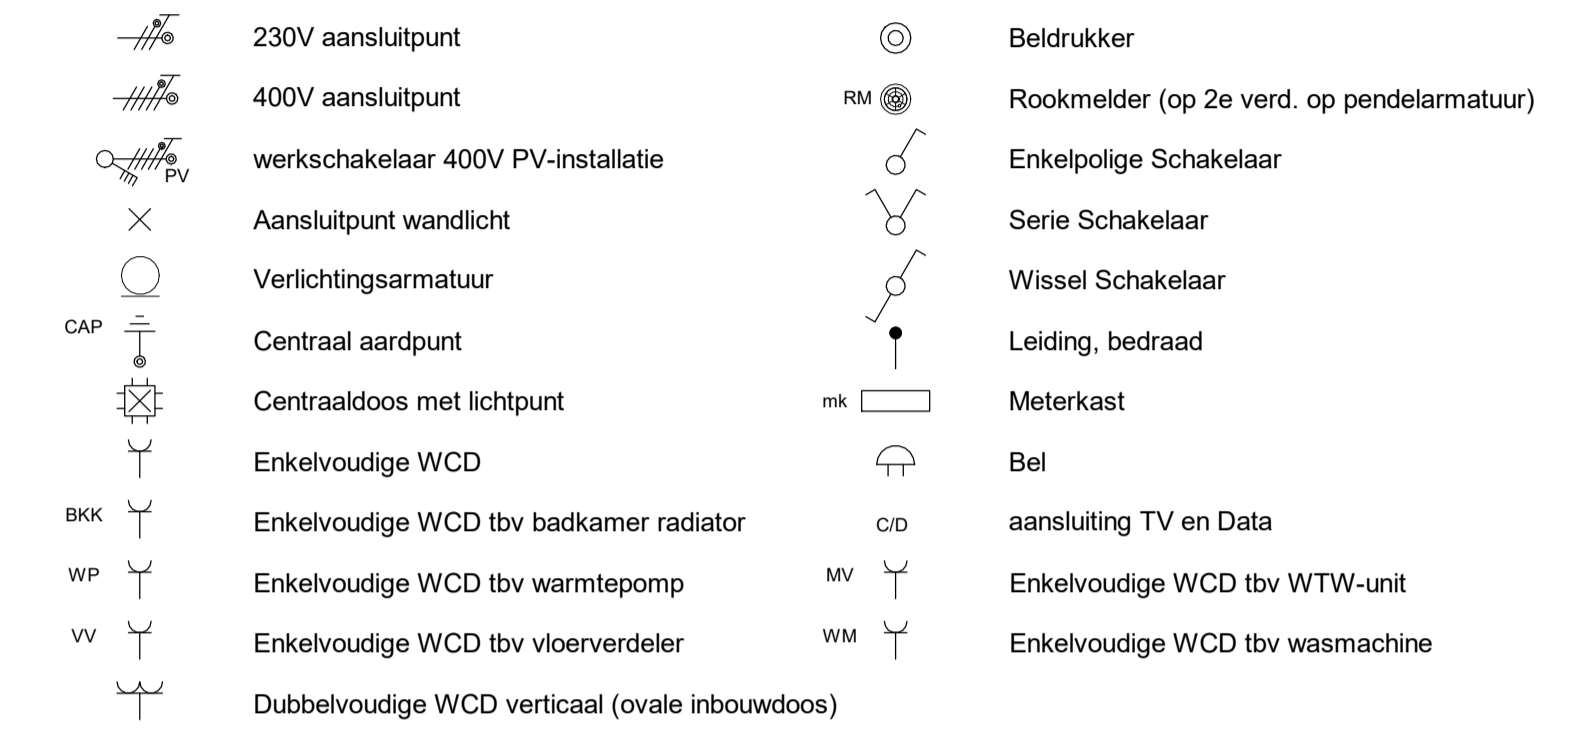 230V aansluitpunt
400V aansluitpunt
PV
werkschakelaar 400V PV-installatie
Aansluitpunt wandlicht
Verlichtingsarmatuur
CAP
Centraal aardpunt
Centraaldoos met lichtpunt
Enkelvoudige WCD
BKK
Enkelvoudige WCD tbv badkamer radiator
WP
Enkelvoudige WCD tbv warmtepomp
VV
Enkelvoudige WCD tbv vloerverdeler
Dubbelvoudige WCD verticaal (ovale inbouwdoos)
Beldrukker
RM
Rookmelder (op 2e verd. op pendelarmatuur)
Enkelpolige Schakelaar
Serie Schakelaar
Wissel Schakelaar
Leiding, bedraad
mk
Meterkast
Bel
C/D
aansluiting TV en Data
MV
Enkelvoudige WCD tbv WTW-unit
WM
Enkelvoudige WCD tbv wasmachine